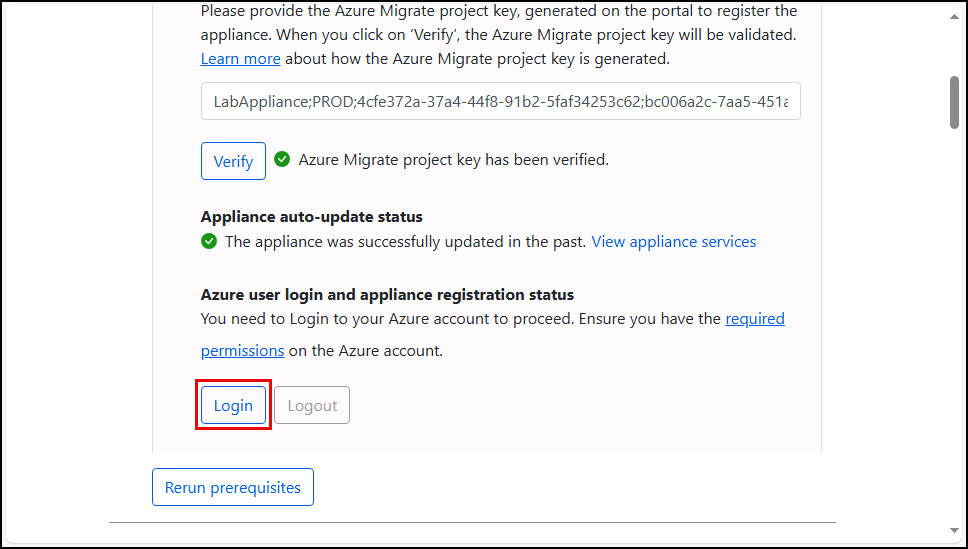 Please provide the Azure Migrate project key, generated on the portal to register the
appliance. When you click on ‘Verify’, the Azure Migrate project key will be validated.
Learn more about how the Azure Migrate project key is generated.
LabAppliance;PROD;4cfe372a-37a4-44f8-91b2-5faf34253c62;bc006a2c-7aa5-451a
Verify Azure Migrate project key has been verified.
Appliance auto-update status
The appliance was successfully updated in the past. View appliance services
Azure user login and appliance registration status
You need to Login to your Azure account to proceed. Ensure you have the required
permissions on the Azure account.
Login Logout
Rerun prerequisites